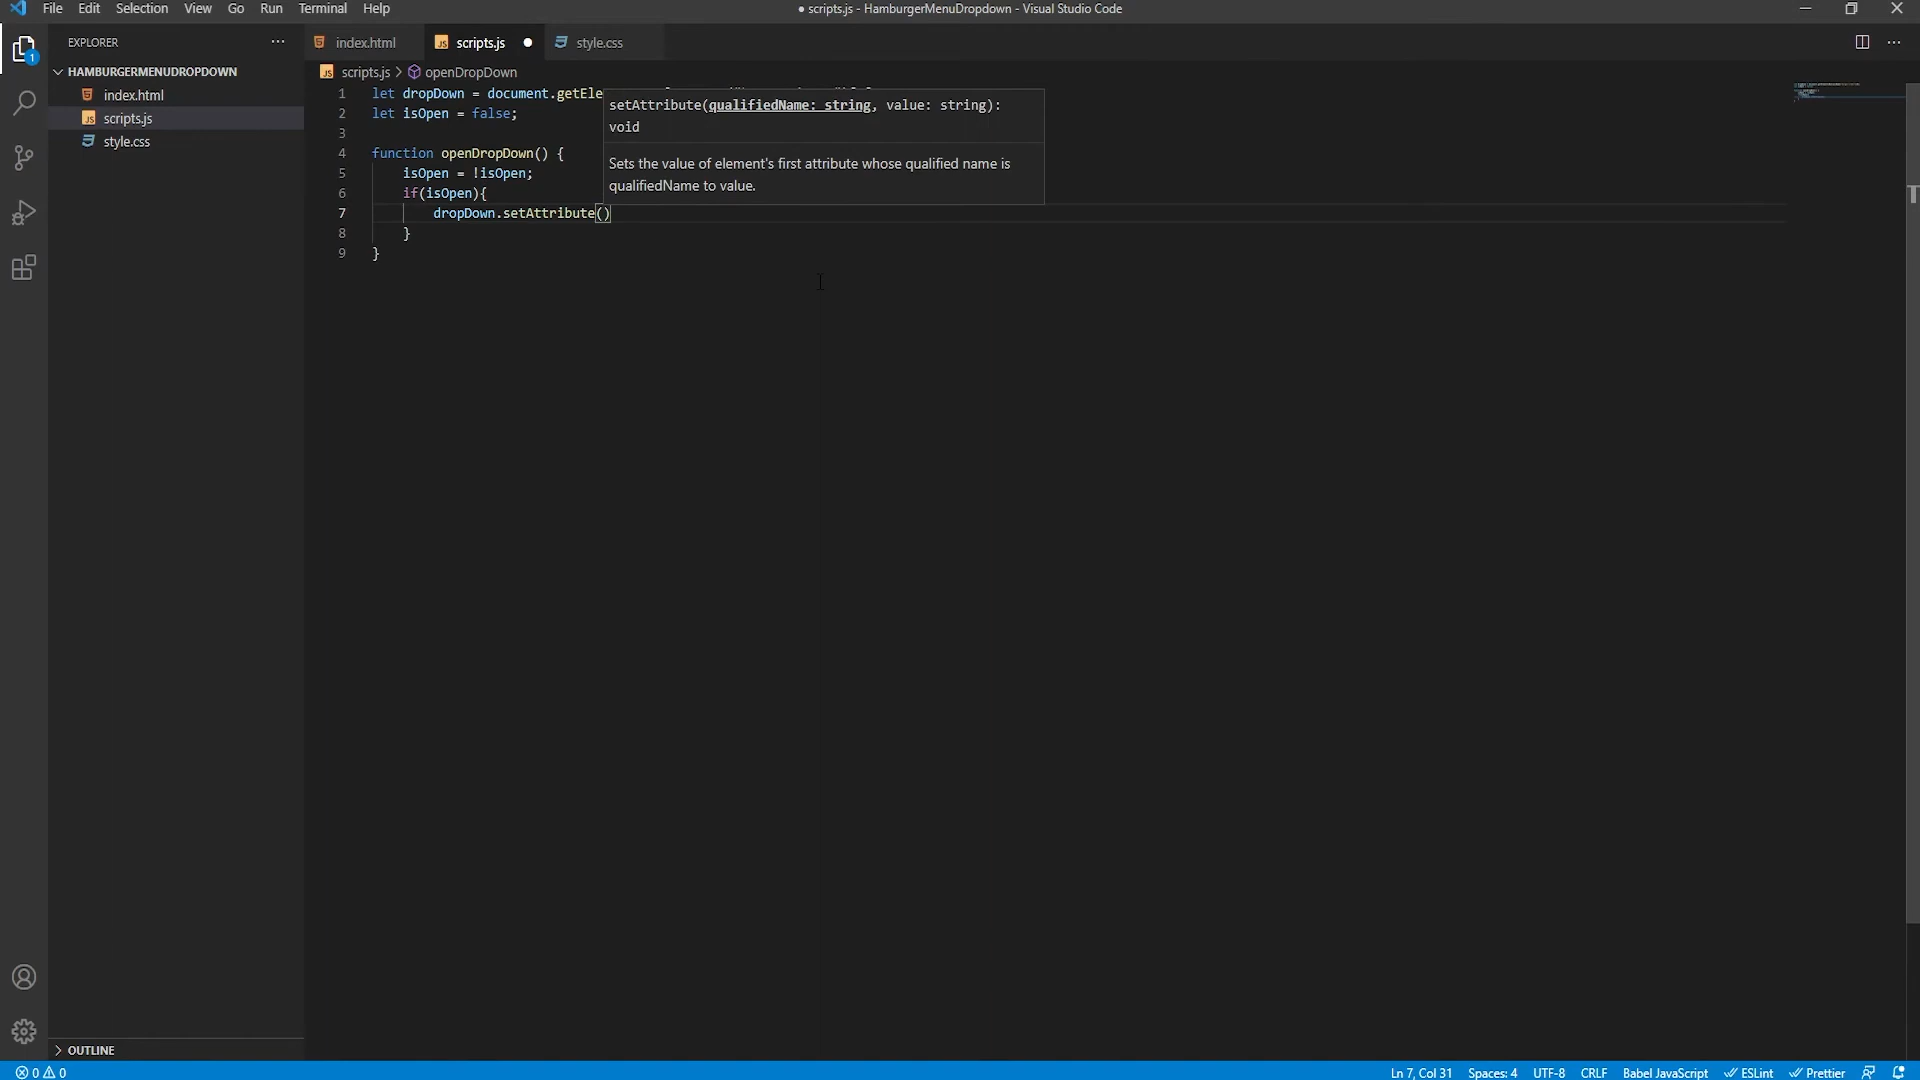 File Edit Selection View Go Run Terminal Help
● scripts.js - HamburgerMenuDropdown - Visual Studio Code
EXPLORER
index.html
scripts.js
style.css
HAMBURGERMENUDROPDOWN
index.html
scripts.js
style.css
scripts.js > openDropDown
1 let dropDown = document.getEle
2 let isOpen = false;
3
4 function openDropDown() {
5 isOpen = !isOpen;
6 if(isOpen){
7 dropDown.setAttribute()
8 }
9 }
setAttribute(qualifiedName: string, value: string):
void
Sets the value of element's first attribute whose qualified name is
qualifiedName to value.
1
OUTLINE
0 0
Ln 7, Col 31 Spaces: 4 UTF-8 CRLF Babel JavaScript ESLint Prettier